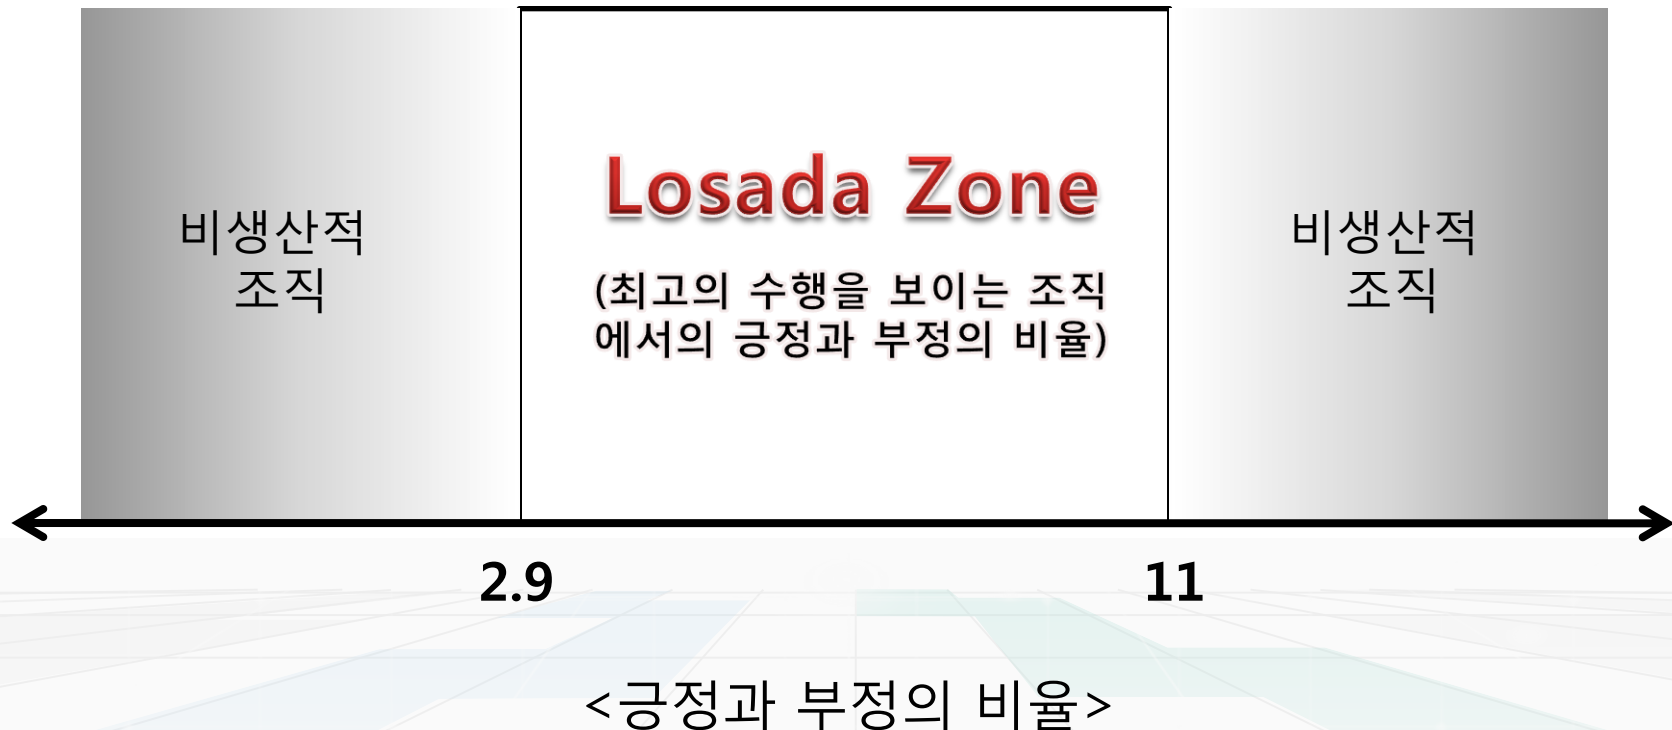 비생산적
조직
Losada Zone
(최고의 수행을 보이는 조직
에서의 긍정과 부정의 비율)
비생산적
조직
2.9
11
<긍정과 부정의 비율>